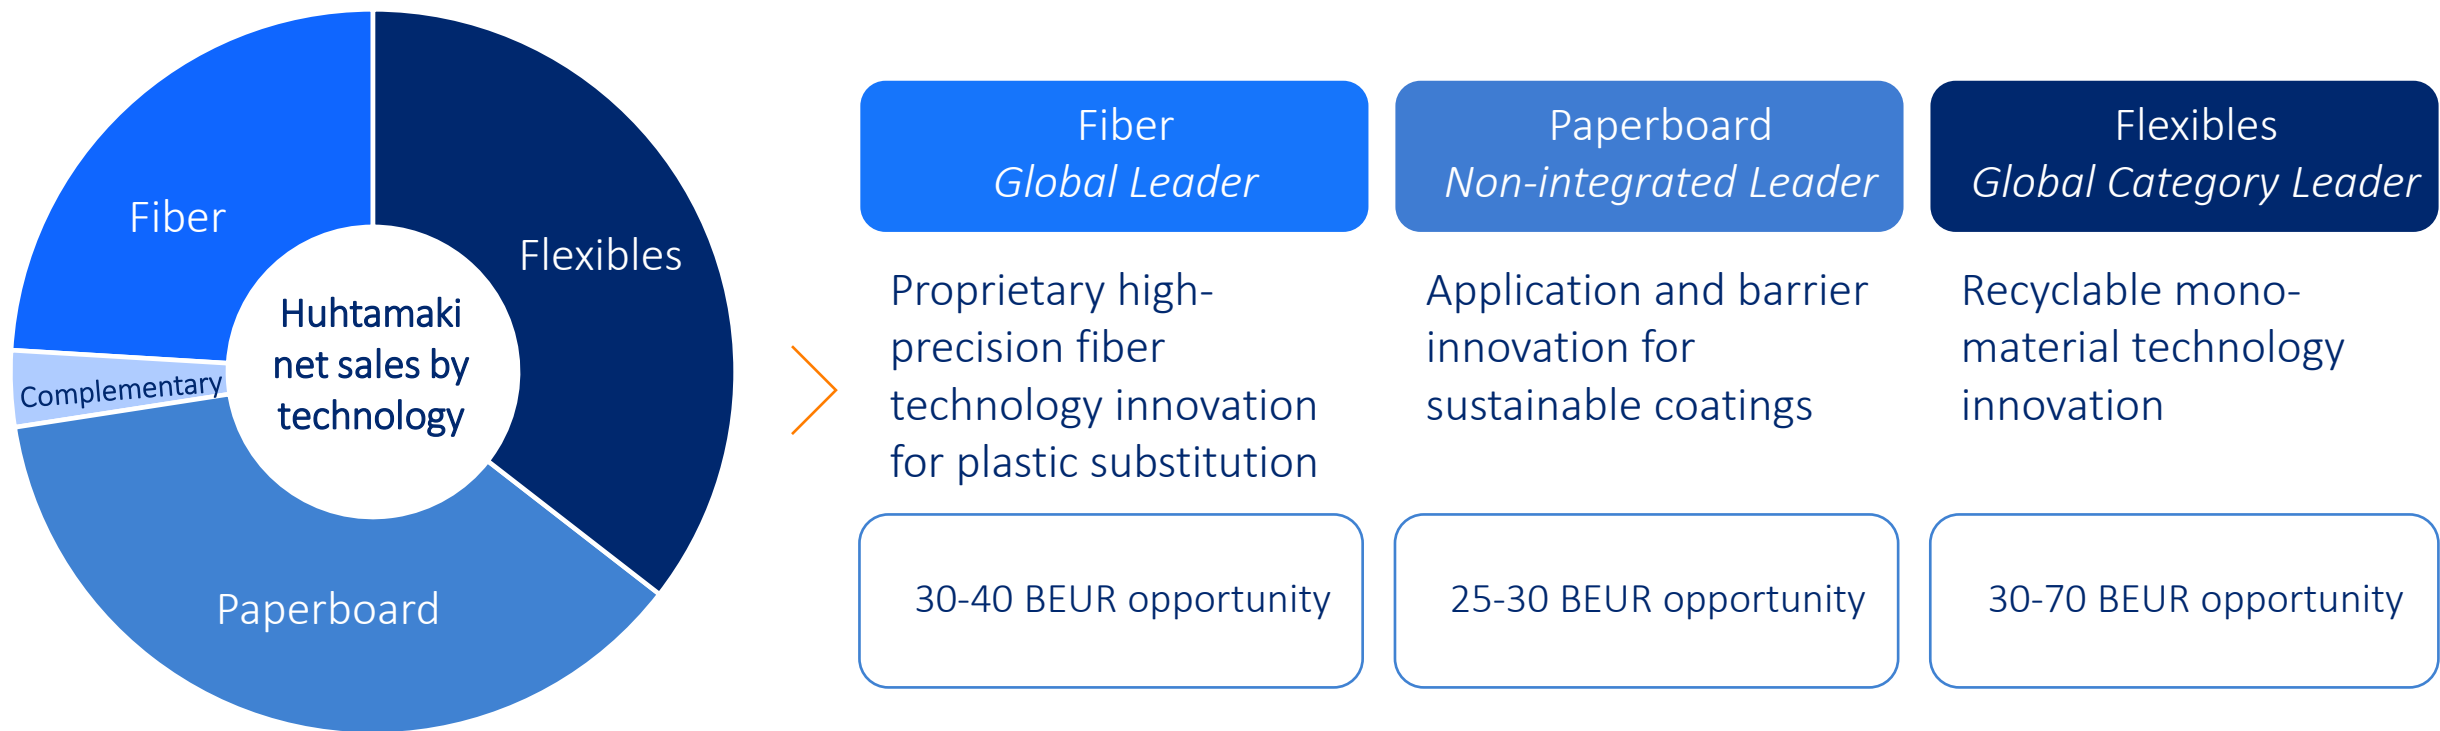 Fiber
Flexibles
Complementary
Paperboard
Huhtamaki
net sales by
technology
Fiber
Global Leader
Proprietary high-
precision fiber
technology innovation
for plastic substitution
30-40 BEUR opportunity
Paperboard
Non-integrated Leader
Application and barrier
innovation for
sustainable coatings
25-30 BEUR opportunity
Flexibles
Global Category Leader
Recyclable mono-
material technology
innovation
30-70 BEUR opportunity